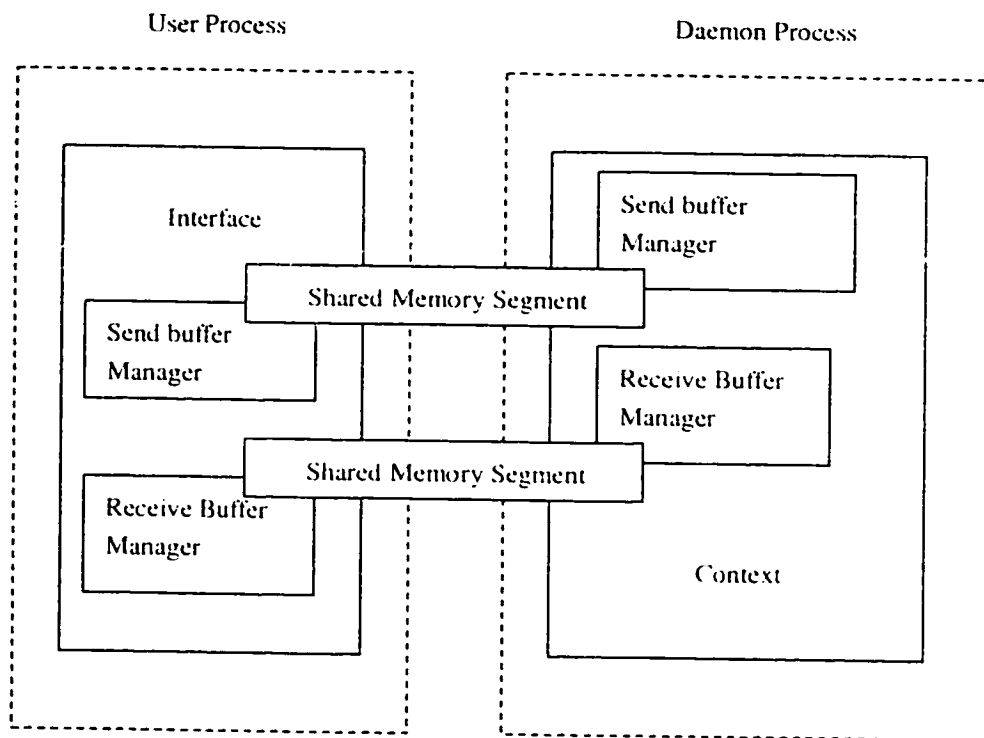 User Process
Daemon Process
Interface
Send buffer
Manager
Shared Memory Segment
Send buffer
Manager
Receive Buffer
Manager
Shared Memory Segment
Receive Buffer
Manager
Context